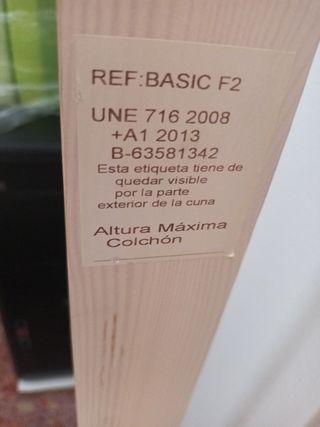 REF:BASIC F2
UNE 716 2008
+A1 2013
B-63581342
Esta etiqueta tiene de
quedar visible
por la parte
exterior de la cuna
Altura Máxima
Colchón